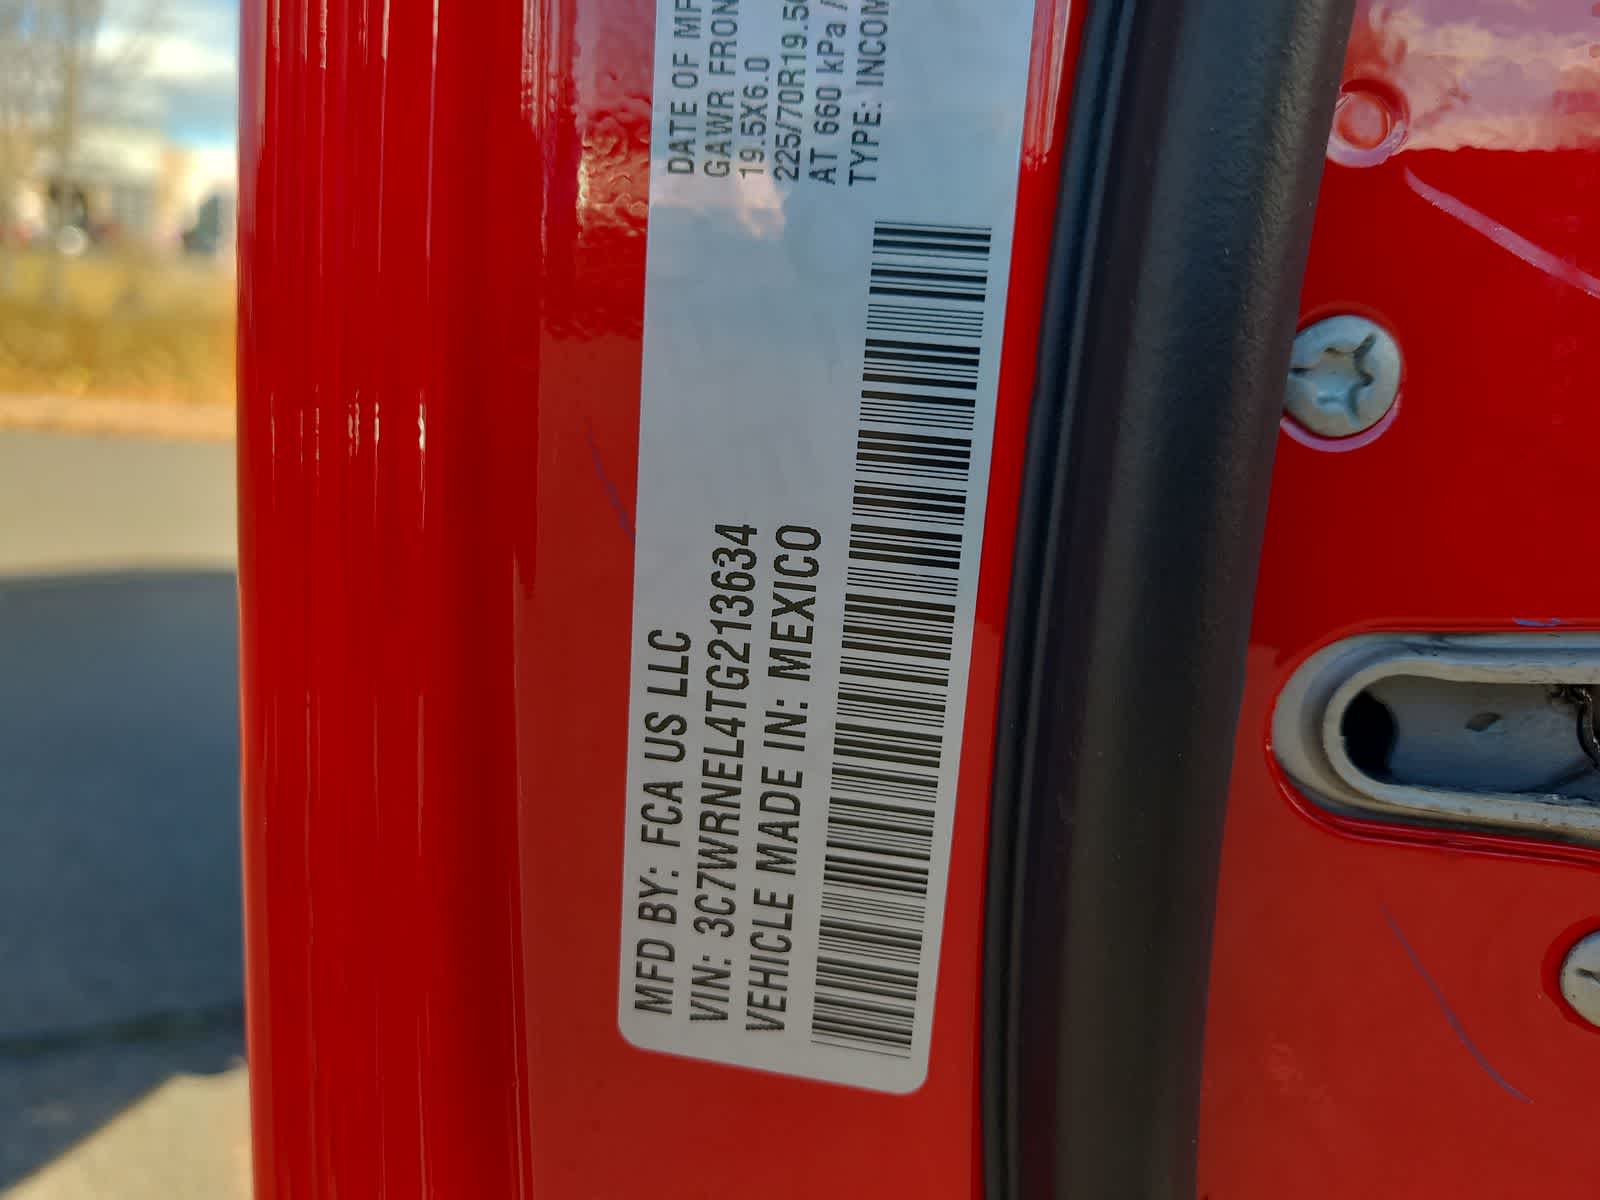 MFD BY: FCA US LLC
VIN: 3C7WRNEL4TG213634
VEHICLE MADE IN: MEXICO
DATE OF
GAWR FRON
19.5X6.0
225/70R19.5
AT 660 kPa /
TYPE: INCOM